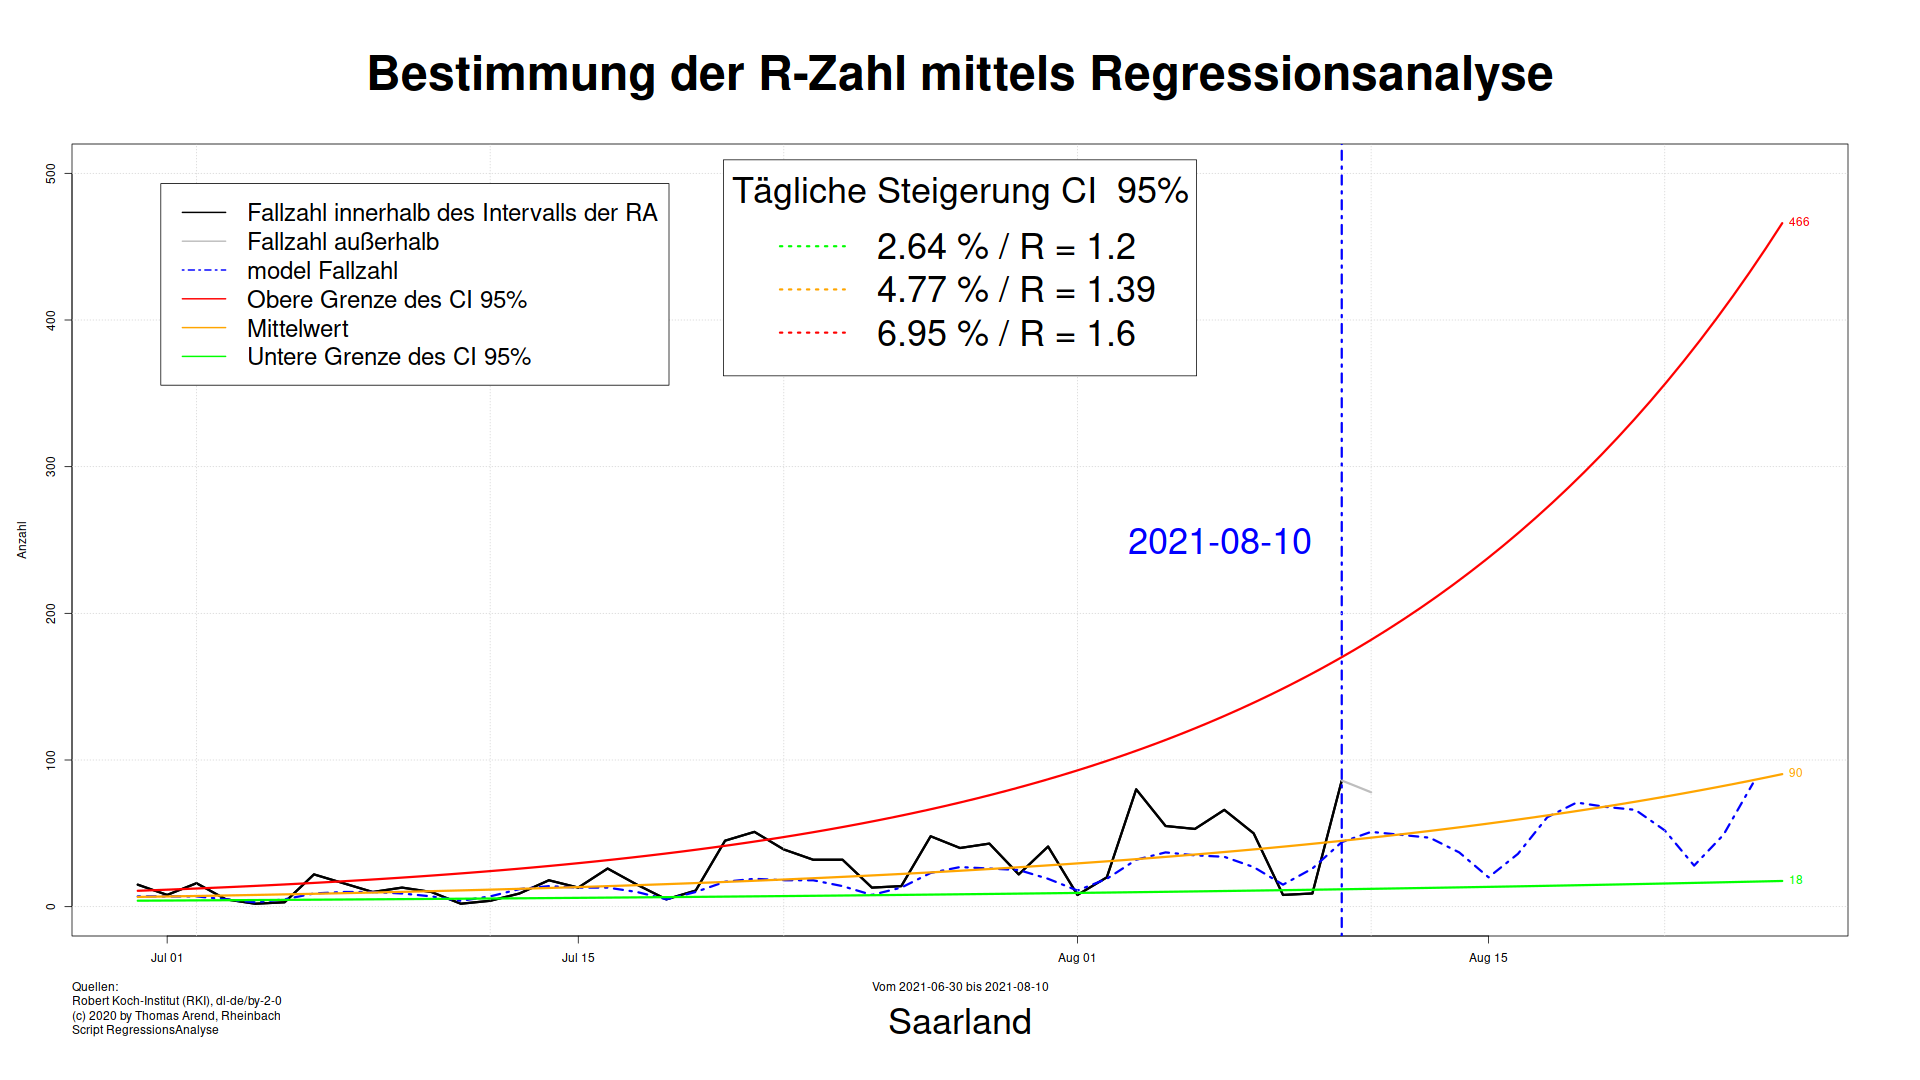 Bestimmung der R-Zahl mittels Regressionsanalyse
Fallzahl innerhalb des Intervalls der RA
Fallzahl außerhalb
model Fallzahl
Obere Grenze des CI 95%
Mittelwert
Untere Grenze des CI 95%
Tägliche Steigerung CI  95%
2.64 % / R = 1.2
4.77 % / R = 1.39
6.95 % / R = 1.6
2021-08-10
466
90
18
Anzahl
500
400
300
200
100
0
Jul 01
Jul 15
Aug 01
Aug 15
Vom 2021-06-30 bis 2021-08-10
Saarland
Quellen:
Robert Koch-Institut (RKI), dl-de/by-2-0
(c) 2020 by Thomas Arend, Rheinbach
Script RegressionsAnalyse